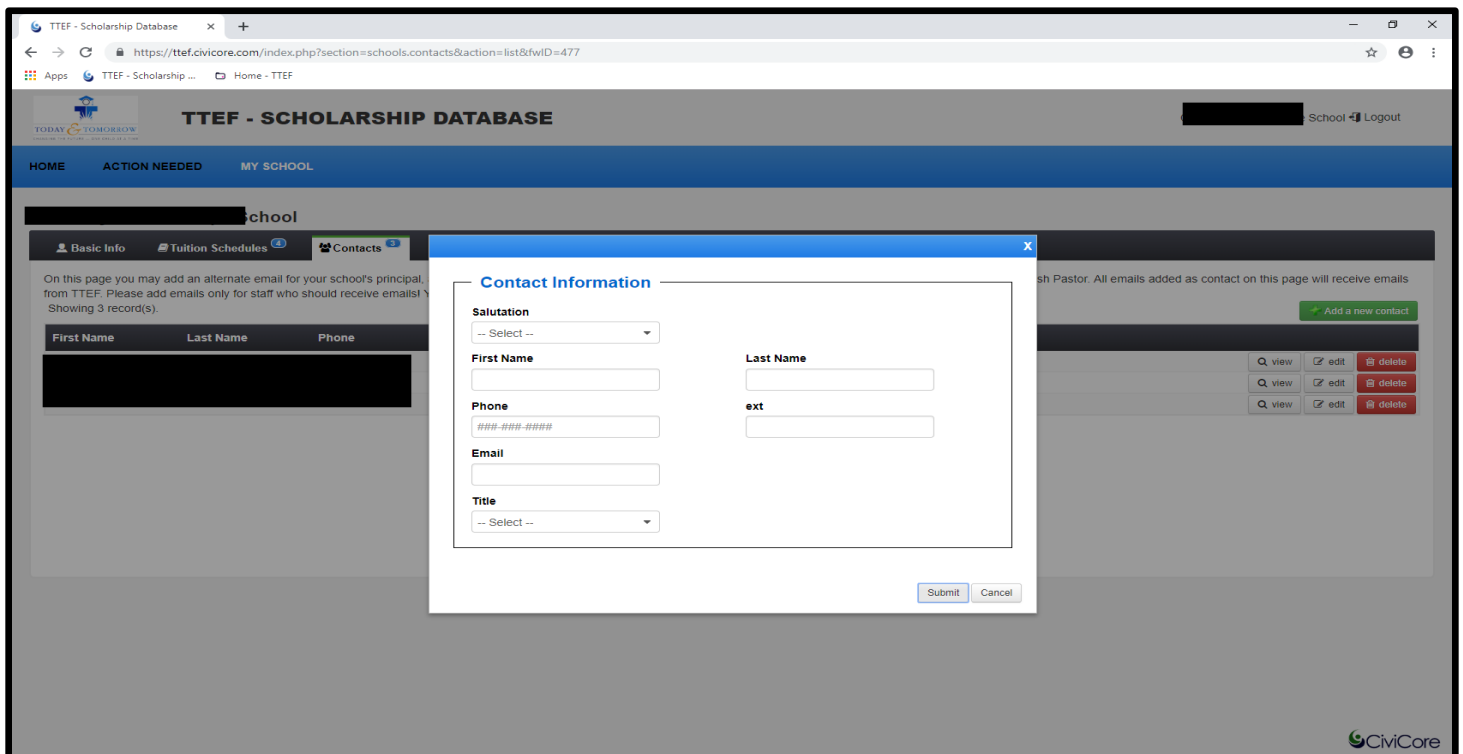 TTEF - Scholarship Database
https://ttef.civicore.com/index.php?section=schools.contacts&action=list&fwID=477
Apps TTEF - Scholarship ... Home - TTEF
TODAY & TOMORROW
TTEF - SCHOLARSHIP DATABASE
School Logout
HOME ACTION NEEDED MY SCHOOL
School
Basic Info Tuition Schedules 4 Contacts 3
x
On this page you may add an alternate email for your school's principal, sh Pastor. All emails added as contact on this page will receive emails
from TTEF. Please add emails only for staff who should receive emails! Y
Showing 3 record(s).
Add a new contact
First Name Last Name Phone
view edit delete
view edit delete
view edit delete
Contact Information
Salutation
-- Select --
First Name Last Name
Phone ext
###-###-####
Email
Title
-- Select --
Submit Cancel
CiviCore